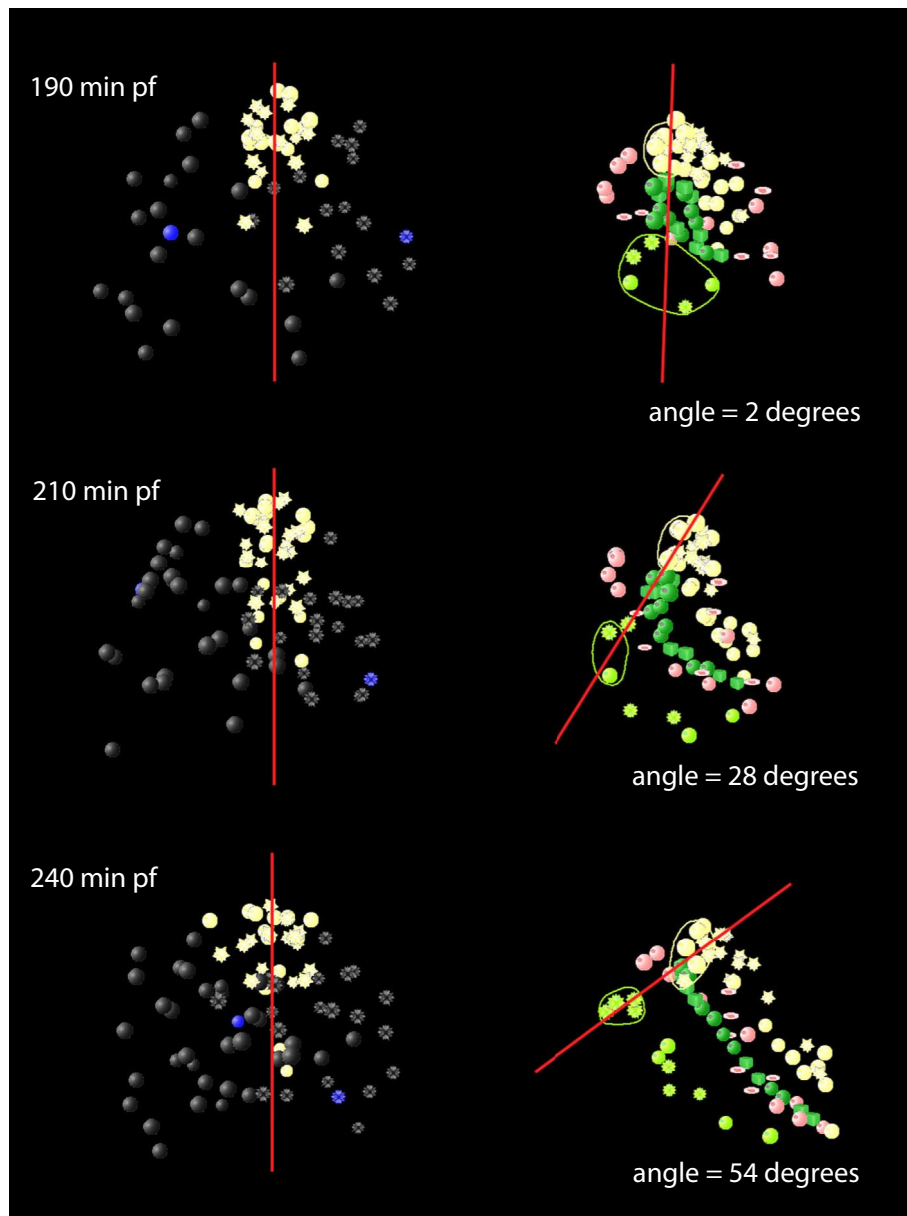 190 min pf
angle = 2 degrees
210 min pf
angle = 28 degrees
240 min pf
angle = 54 degrees